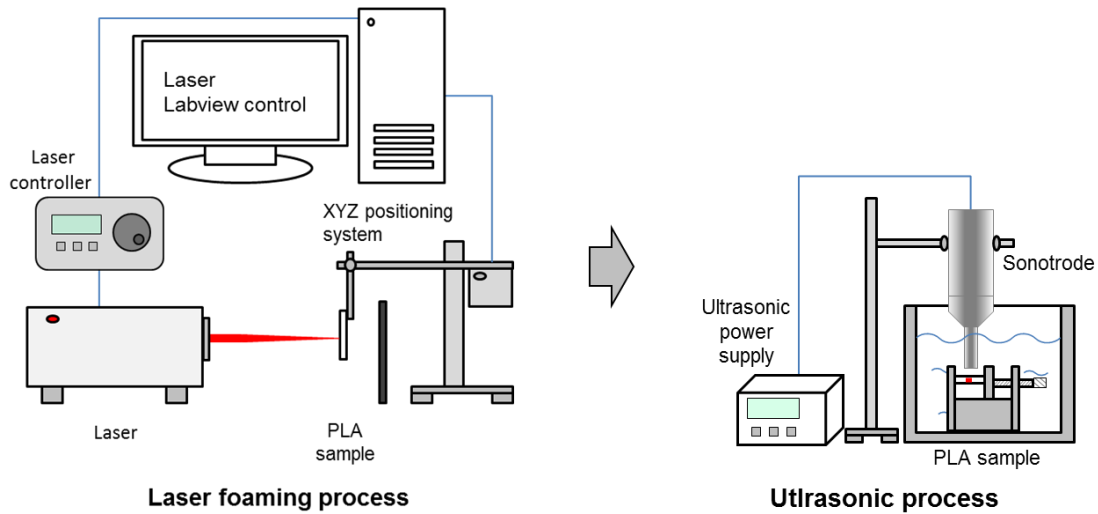 Laser
Labview control
Laser
controller
XYZ positioning
system
Laser
PLA
sample
Laser foaming process
Sonotrode
Ultrasonic
power
supply
PLA sample
Utlrasonic process